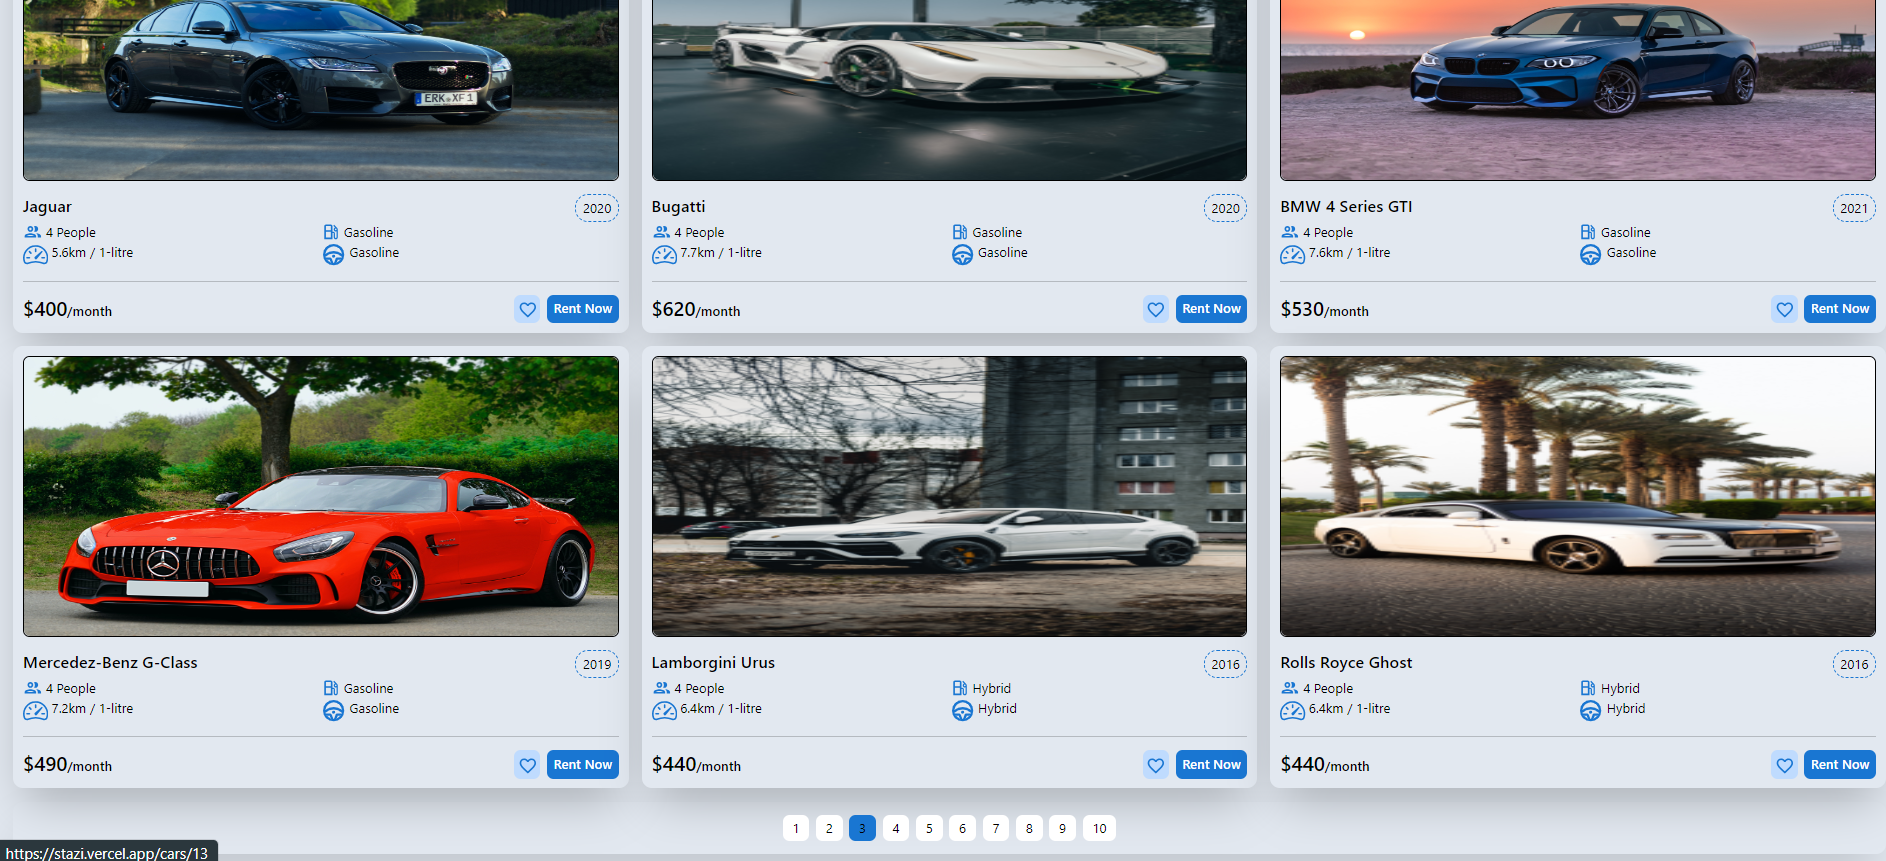 ERK XF 1
Jaguar
2020
4 People
Gasoline
5.6km / 1-litre
Gasoline
$400/month
Rent Now
Bugatti
2020
4 People
Gasoline
7.7km / 1-litre
Gasoline
$620/month
Rent Now
BMW 4 Series GTI
2021
4 People
Gasoline
7.6km / 1-litre
Gasoline
$530/month
Rent Now
Mercedez-Benz G-Class
2019
4 People
Gasoline
7.2km / 1-litre
Gasoline
$490/month
Rent Now
Lamborgini Urus
2016
4 People
Hybrid
6.4km / 1-litre
Hybrid
$440/month
Rent Now
Rolls Royce Ghost
2016
4 People
Hybrid
6.4km / 1-litre
Hybrid
$440/month
Rent Now
1 2 3 4 5 6 7 8 9 10
https://stazi.vercel.app/cars/13